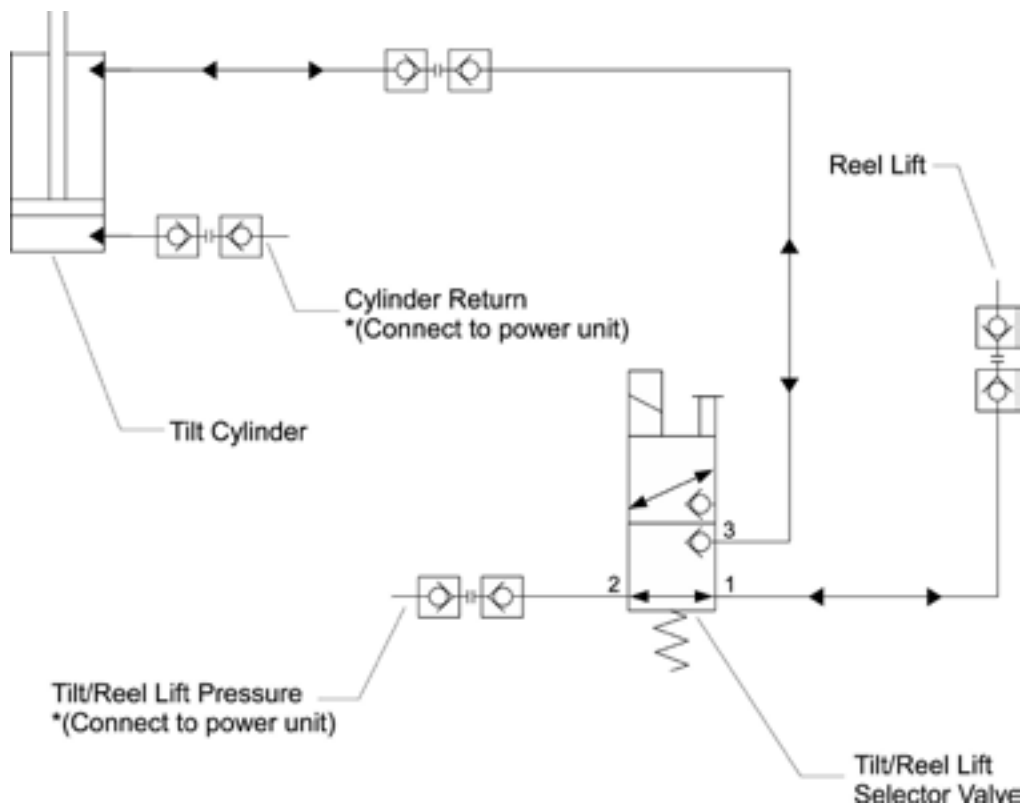 Reel Lift
Cylinder Return
*(Connect to power unit)
Tilt Cylinder
3
2
1
Tilt/Reel Lift Pressure
*(Connect to power unit)
Tilt/Reel Lift
Selector Valve